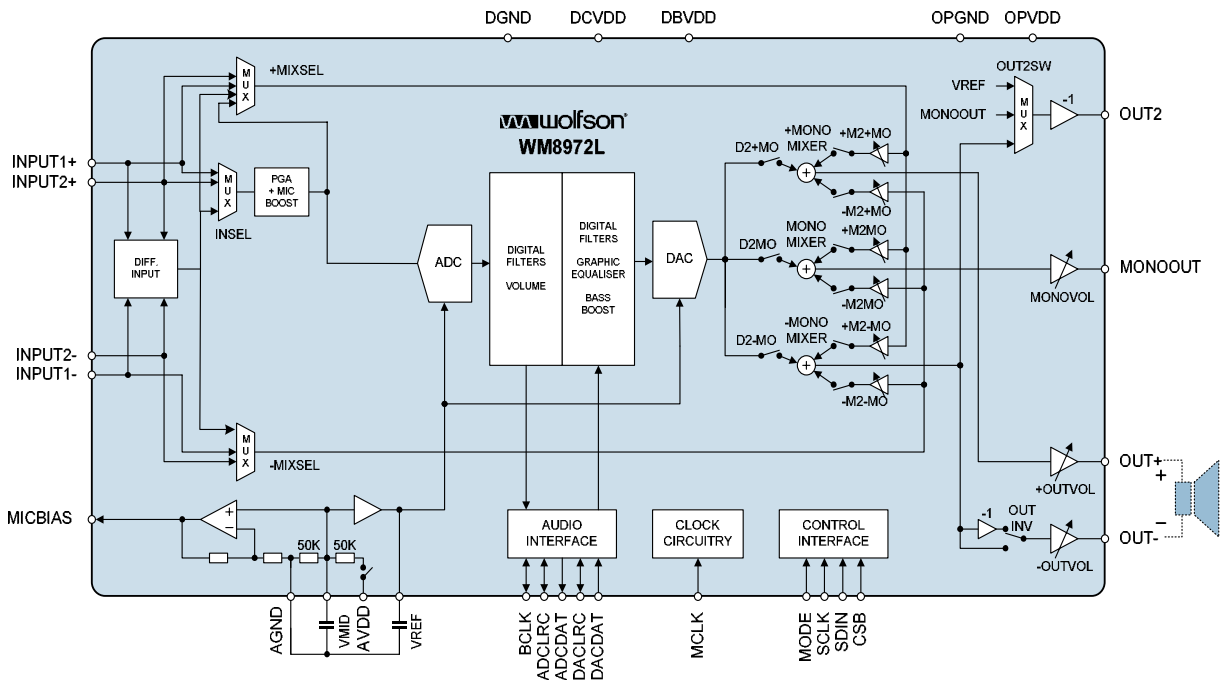 DGND
DCVDD
DBVDD
OPGND
OPVDD
MUX
+MIXSEL
OUT2SW
VREF
MONOOUT
MUX
-1
OUT2
wolfson
WM8972L
INPUT1+
INPUT2+
MUX
INSEL
PGA
+ MIC
BOOST
D2+MO
+MONO
MIXER
+M2+MO
-M2+MO
DIFF.
INPUT
ADC
DIGITAL
FILTERS
VOLUME
DIGITAL
FILTERS
GRAPHIC
EQUALISER
BASS
BOOST
DAC
D2MO
MONO
MIXER
+M2MO
-M2MO
MONOVOL
MONOOUT
INPUT2-
INPUT1-
D2-MO
-MONO
MIXER
+M2-MO
-M2-MO
MUX
-MIXSEL
OUT+
+
+OUTVOL
MICBIAS
+
−
50K
50K
AUDIO
INTERFACE
CLOCK
CIRCUITRY
CONTROL
INTERFACE
-1
OUT
INV
-OUTVOL
−
OUT-
AGND
VMID
AVDD
VREF
BCLK
ADCLRC
ADCDAT
DACLRC
DACDAT
MCLK
MODE
SCLK
SDIN
CSB